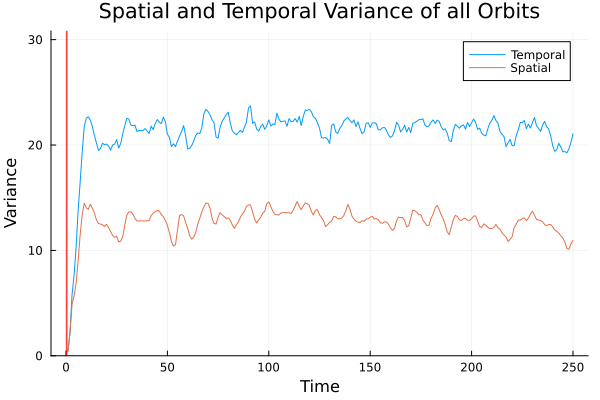 Spatial and Temporal Variance of all Orbits
Variance
30
20
10
0
Temporal
Spatial
0 50 100 150 200 250
Time